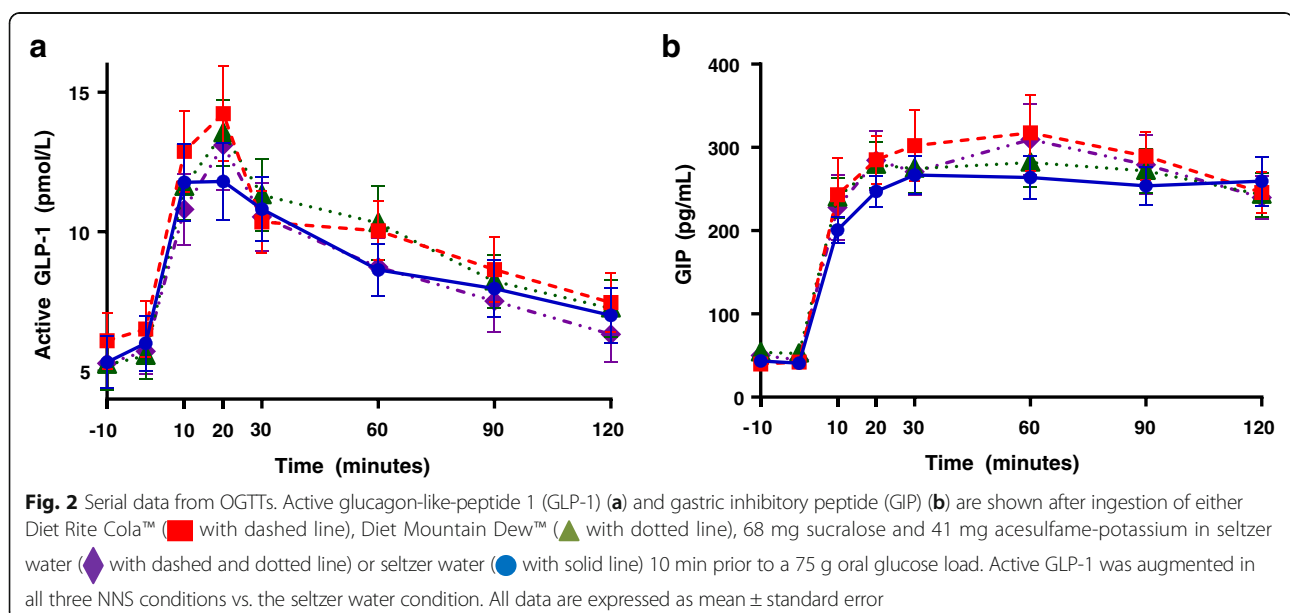 a
b
Active GLP-1 (pmol/L)
15
10
5
-10 10 20 30 60 90 120
Time (minutes)
GIP (pg/mL)
400
300
200
100
0
-10 10 20 30 60 90 120
Time (minutes)
Fig. 2 Serial data from OGTTs. Active glucagon-like-peptide 1 (GLP-1) (a) and gastric inhibitory peptide (GIP) (b) are shown after ingestion of either
Diet Rite Cola™ ( with dashed line), Diet Mountain Dew™ ( with dotted line), 68 mg sucralose and 41 mg acesulfame-potassium in seltzer
water ( with dashed and dotted line) or seltzer water ( with solid line) 10 min prior to a 75 g oral glucose load. Active GLP-1 was augmented in
all three NNS conditions vs. the seltzer water condition. All data are expressed as mean ± standard error